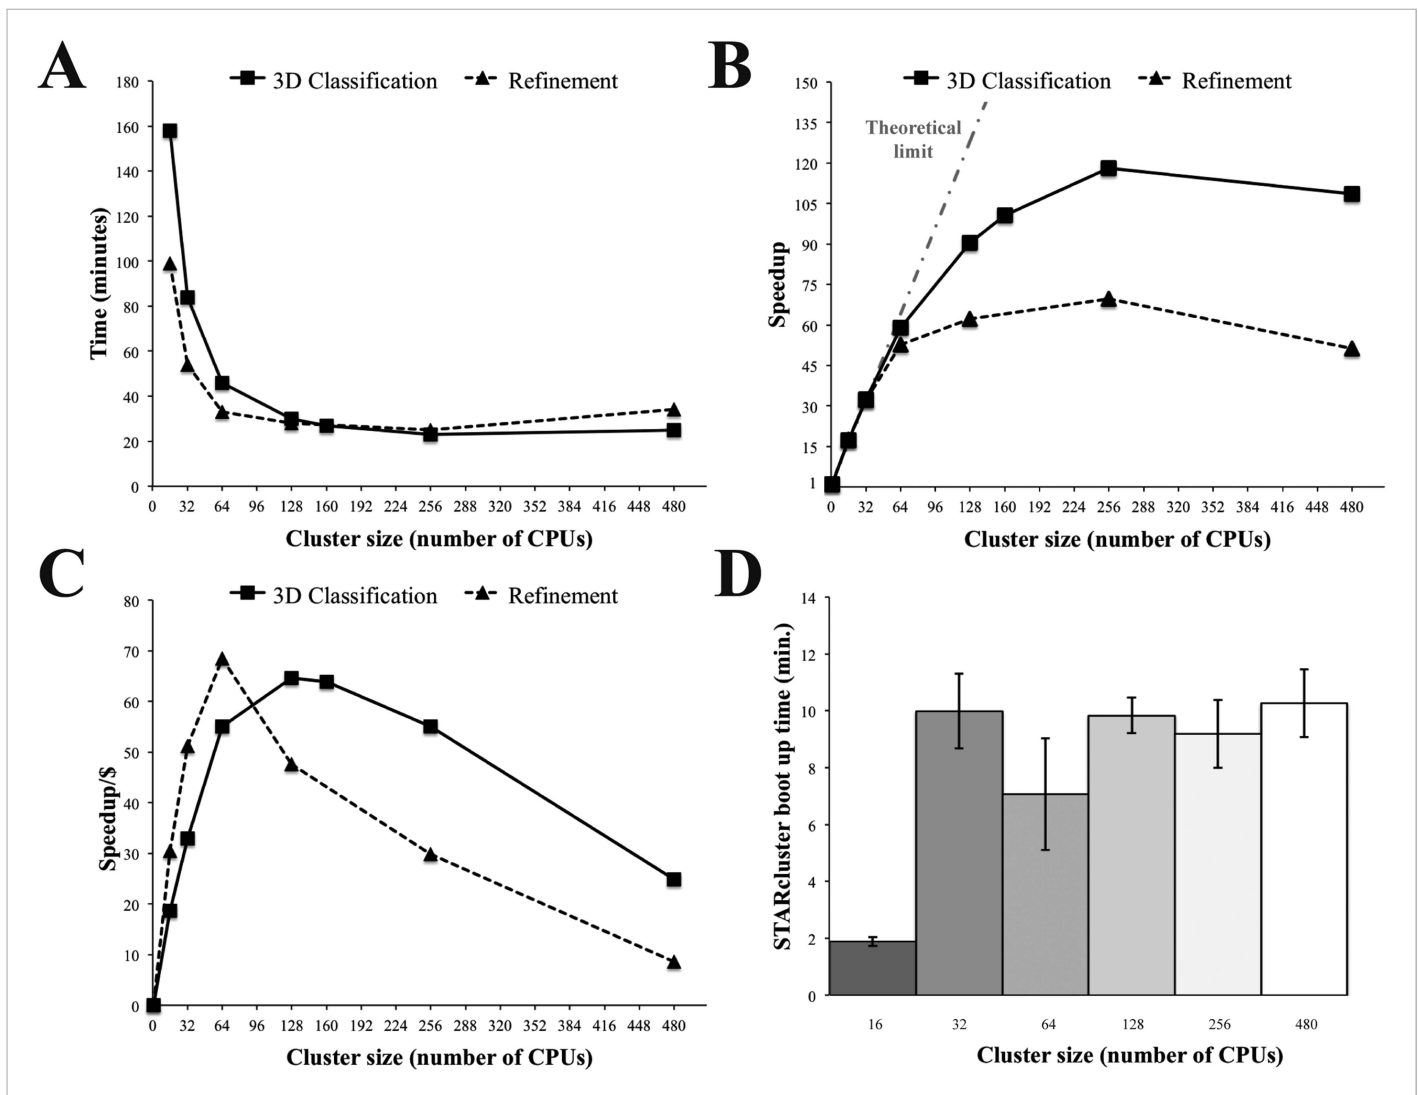 A
3D Classification Refinement
180
160
140
120
100
80
60
40
20
0
Time (minutes)
0 32 64 96 128 160 192 224 256 288 320 352 384 416 448 480
Cluster size (number of CPUs)
B
3D Classification Refinement
Theoretical
limit
150
135
120
105
90
75
60
45
30
15
1
Speedup
0 32 64 96 128 160 192 224 256 288 320 352 384 416 448 480
Cluster size (number of CPUs)
C
3D Classification Refinement
80
70
60
50
40
30
20
10
0
Speedup/$
0 32 64 96 128 160 192 224 256 288 320 352 384 416 448 480
Cluster size (number of CPUs)
D
14
12
10
8
6
4
2
0
STARcluster boot up time (min.)
16 32 64 128 256 480
Cluster size (number of CPUs)